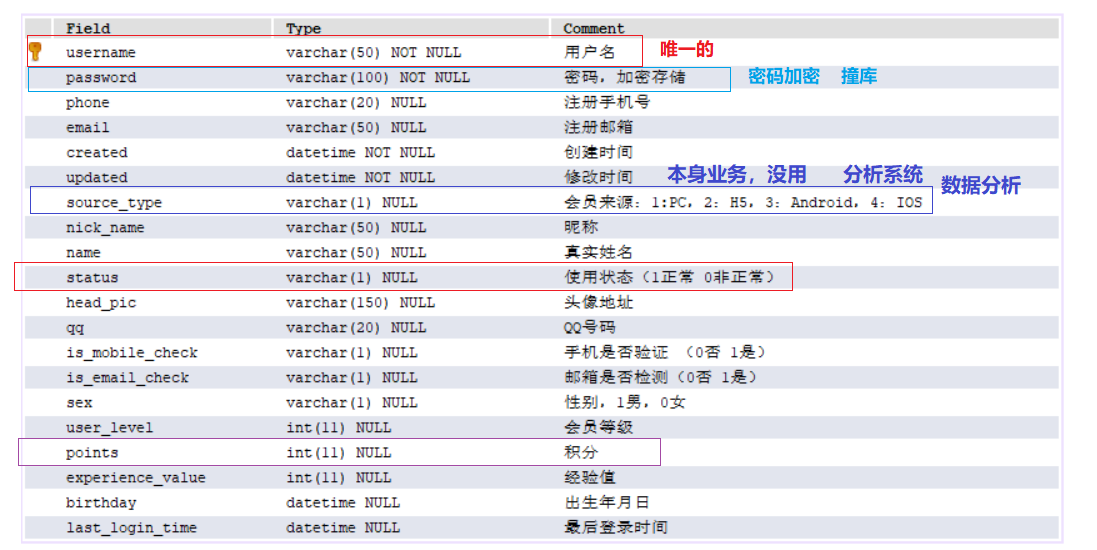 Field Type Comment
username varchar(50) NOT NULL 用户名 唯一的
password varchar(100) NOT NULL 密码，加密存储 密码加密 撞库
phone varchar(20) NULL 注册手机号
email varchar(50) NULL 注册邮箱
created datetime NOT NULL 创建时间
updated datetime NOT NULL 修改时间 本身业务，没用 分析系统
source_type varchar(1) NULL 会员来源：1:PC，2：H5，3：Android，4：IOS 数据分析
nick_name varchar(50) NULL 昵称
name varchar(50) NULL 真实姓名
status varchar(1) NULL 使用状态（1正常 0非正常）
head_pic varchar(150) NULL 头像地址
qq varchar(20) NULL QQ号码
is_mobile_check varchar(1) NULL 手机是否验证 （0否 1是）
is_email_check varchar(1) NULL 邮箱是否检测（0否 1是）
sex varchar(1) NULL 性别，1男，0女
user_level int(11) NULL 会员等级
points int(11) NULL 积分
experience_value int(11) NULL 经验值
birthday datetime NULL 出生年月日
last_login_time datetime NULL 最后登录时间